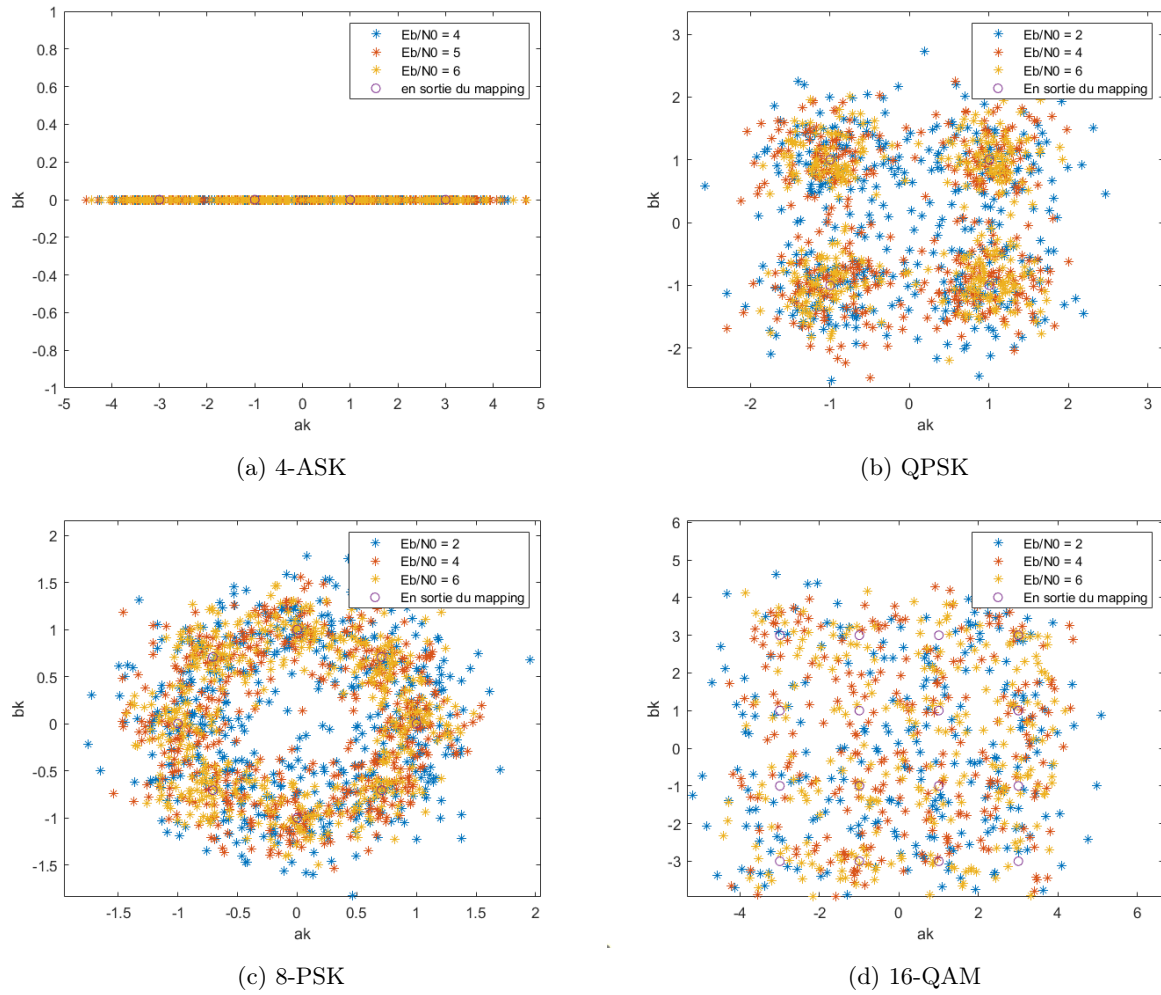 1
0.8
0.6
0.4
0.2
0
-0.2
-0.4
-0.6
-0.8
-1
bk
-5 -4 -3 -2 -1 0 1 2 3 4 5
ak
Eb/N0 = 4
Eb/N0 = 5
Eb/N0 = 6
en sortie du mapping
(a) 4-ASK
3
2
1
0
-1
-2
bk
-2 -1 0 1 2 3
ak
Eb/N0 = 2
Eb/N0 = 4
Eb/N0 = 6
En sortie du mapping
(b) QPSK
2
1.5
1
0.5
0
-0.5
-1
-1.5
bk
-1.5 -1 -0.5 0 0.5 1 1.5 2
ak
Eb/N0 = 2
Eb/N0 = 4
Eb/N0 = 6
En sortie du mapping
(c) 8-PSK
6
5
4
3
2
1
0
-1
-2
-3
bk
-4 -2 0 2 4 6
ak
Eb/N0 = 2
Eb/N0 = 4
Eb/N0 = 6
En sortie du mapping
(d) 16-QAM